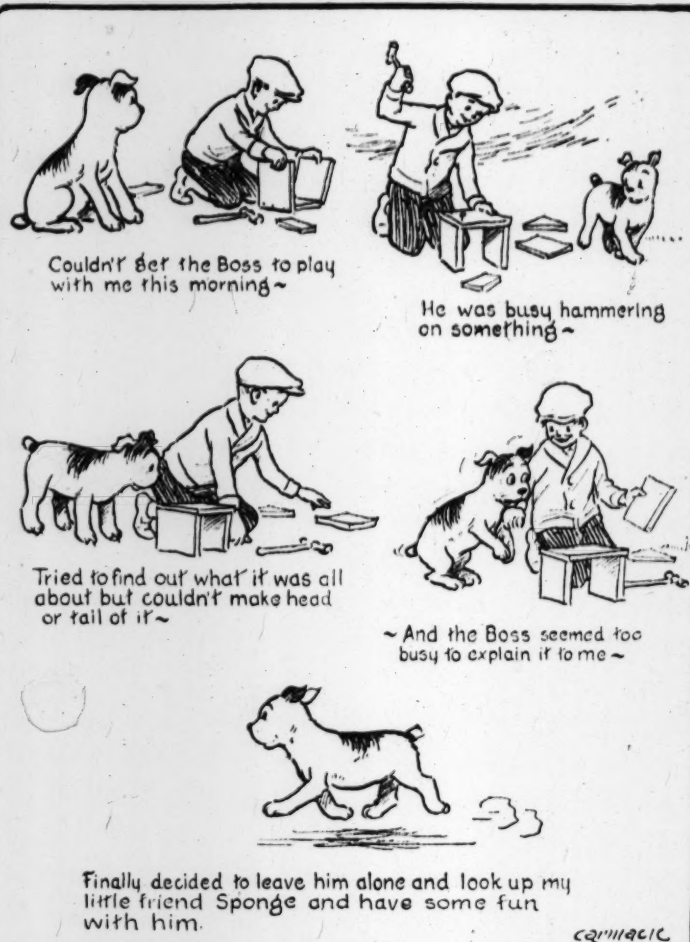 Couldn't get the Boss to play
with me this morning~
He was busy hammering
on something~
Tried to find out what it was all
about but couldn't make head
or tail of it~
~And the Boss seemed too
busy to explain it to me~
Finally decided to leave him alone and look up my
little friend Sponge and have some fun
with him.
CARMACK